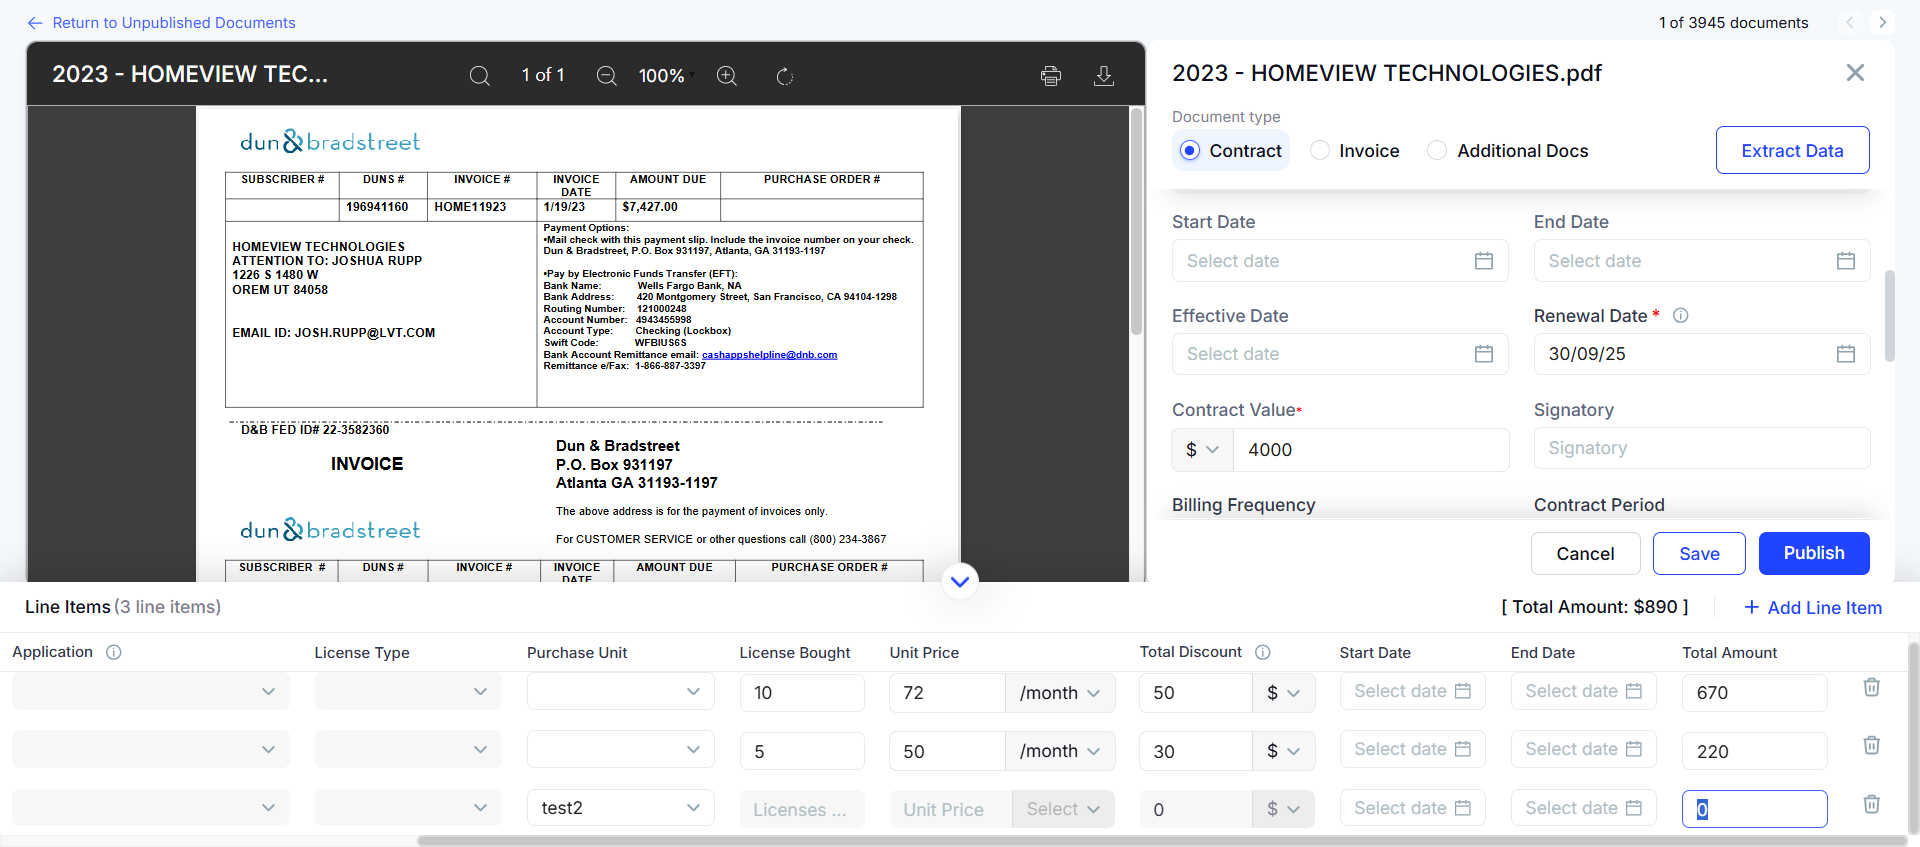 Return to Unpublished Documents
1 of 3945 documents
2023 - HOMEVIEW TEC...
1 of 1
100%
dun&bradstreet
SUBSCRIBER # DUNS # INVOICE # INVOICE DATE AMOUNT DUE PURCHASE ORDER #
196941160 HOME11923 1/19/23 $7,427.00
HOMEVIEW TECHNOLOGIES
ATTENTION TO: JOSHUA RUPP
1226 S 1480 W
OREM UT 84058
EMAIL ID: JOSH.RUPP@LVT.COM
Payment Options:
•Mail check with this payment slip. Include the invoice number on your check.
Dun & Bradstreet, P.O. Box 931197, Atlanta, GA 31193-1197
•Pay by Electronic Funds Transfer (EFT):
Bank Name: Wells Fargo Bank, NA
Bank Address: 420 Montgomery Street, San Francisco, CA 94104-1298
Routing Number: 121000248
Account Number: 4943455998
Account Type: Checking (Lockbox)
Swift Code: WFBIUS6S
Bank Account Remittance email: cashappshelpline@dnb.com
Remittance e/Fax: 1-866-887-3397
D&B FED ID# 22-3582360
INVOICE
Dun & Bradstreet
P.O. Box 931197
Atlanta GA 31193-1197
The above address is for the payment of invoices only.
For CUSTOMER SERVICE or other questions call (800) 234-3867
dun&bradstreet
SUBSCRIBER # DUNS # INVOICE # INVOICE DATE AMOUNT DUE PURCHASE ORDER #
2023 - HOMEVIEW TECHNOLOGIES.pdf
Document type
Contract Invoice Additional Docs
Extract Data
Start Date End Date
Select date Select date
Effective Date Renewal Date *
Select date 30/09/25
Contract Value* Signatory
$ 4000 Signatory
Billing Frequency Contract Period
Cancel Save Publish
Line Items (3 line items)
[ Total Amount: $890 ]
+ Add Line Item
Application License Type Purchase Unit License Bought Unit Price Total Discount Start Date End Date Total Amount
10 72 /month 50 $ Select date Select date 670
5 50 /month 30 $ Select date Select date 220
test2 Licenses ... Unit Price Select 0 $ Select date Select date 0